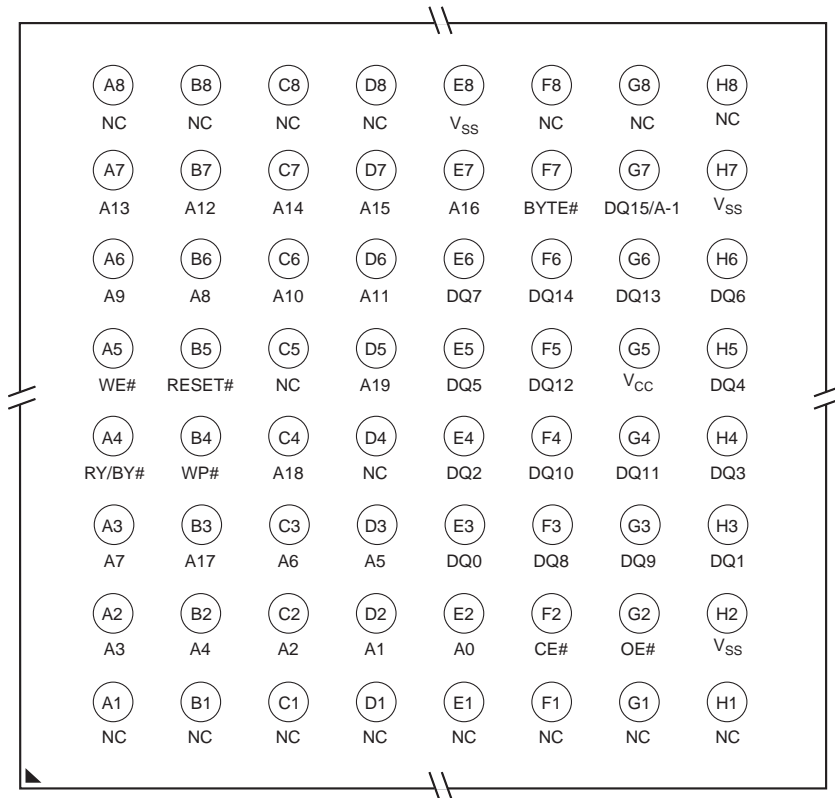 A8 B8 C8 D8 E8 F8 G8 H8
NC NC NC NC VSS NC NC NC
A7 B7 C7 D7 E7 F7 G7 H7
A13 A12 A14 A15 A16 BYTE# DQ15/A-1 VSS
A6 B6 C6 D6 E6 F6 G6 H6
A9 A8 A10 A11 DQ7 DQ14 DQ13 DQ6
A5 B5 C5 D5 E5 F5 G5 H5
WE# RESET# NC A19 DQ5 DQ12 VCC DQ4
A4 B4 C4 D4 E4 F4 G4 H4
RY/BY# WP# A18 NC DQ2 DQ10 DQ11 DQ3
A3 B3 C3 D3 E3 F3 G3 H3
A7 A17 A6 A5 DQ0 DQ8 DQ9 DQ1
A2 B2 C2 D2 E2 F2 G2 H2
A3 A4 A2 A1 A0 CE# OE# VSS
A1 B1 C1 D1 E1 F1 G1 H1
NC NC NC NC NC NC NC NC